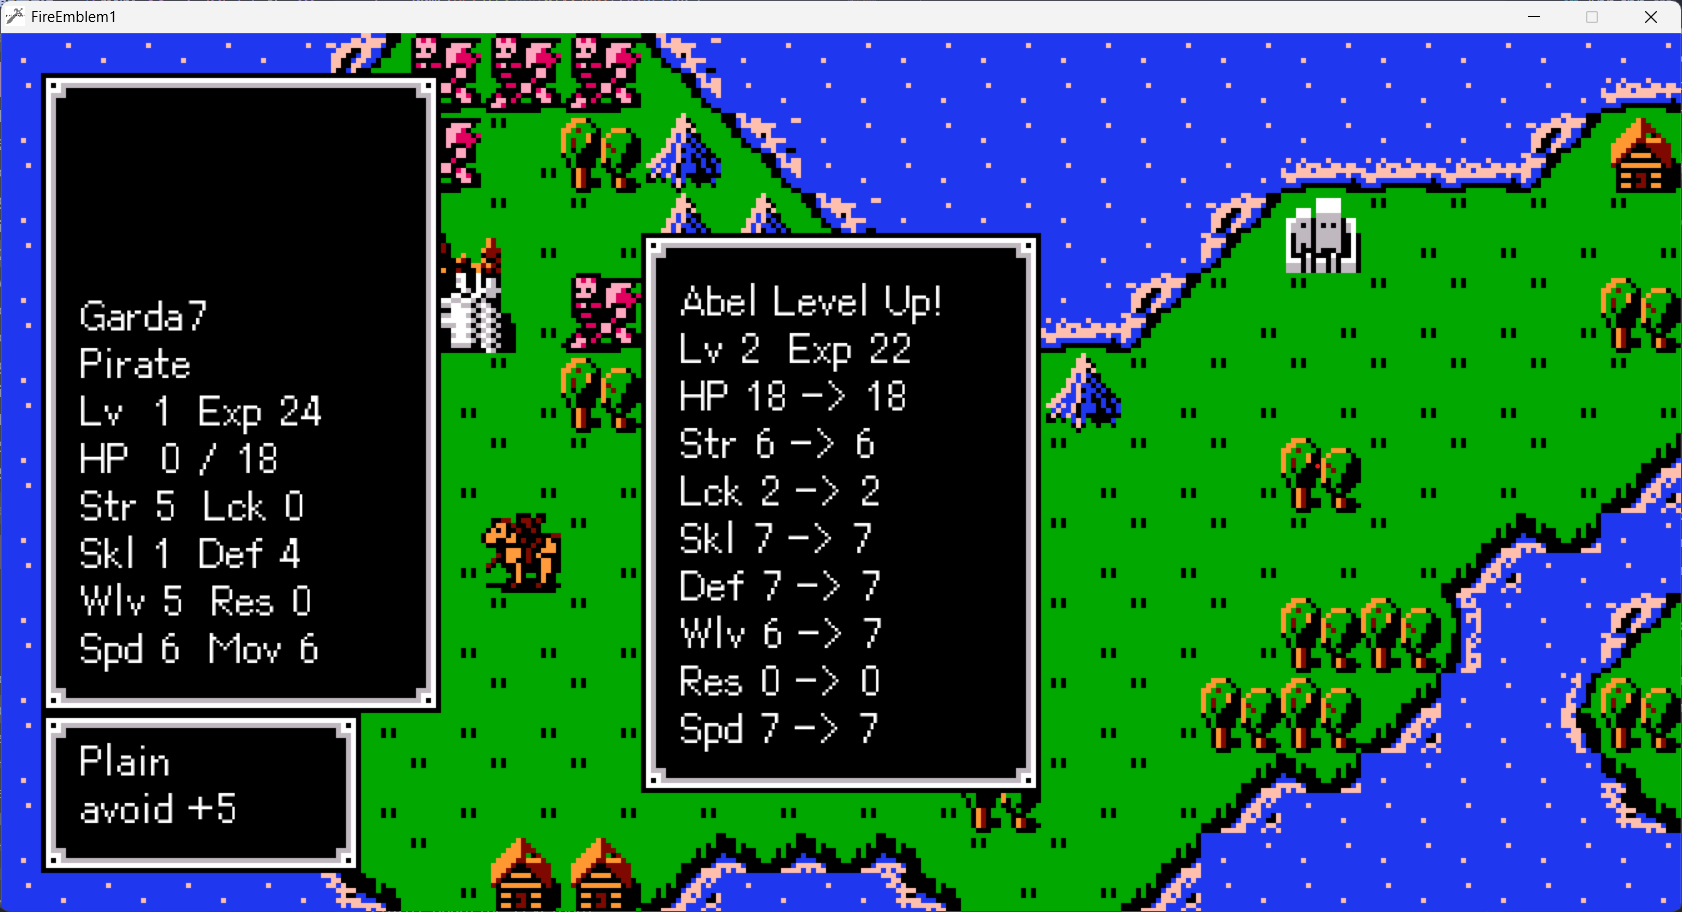 FireEmblem1
Garda7
Pirate
Lv 1 Exp 24
HP 0 / 18
Str 5 Lck 0
Skl 1 Def 4
Wlv 5 Res 0
Spd 6 Mov 6
Plain
avoid +5
Abel Level Up!
Lv 2 Exp 22
HP 18 -> 18
Str 6 -> 6
Lck 2 -> 2
Skl 7 -> 7
Def 7 -> 7
Wlv 6 -> 7
Res 0 -> 0
Spd 7 -> 7